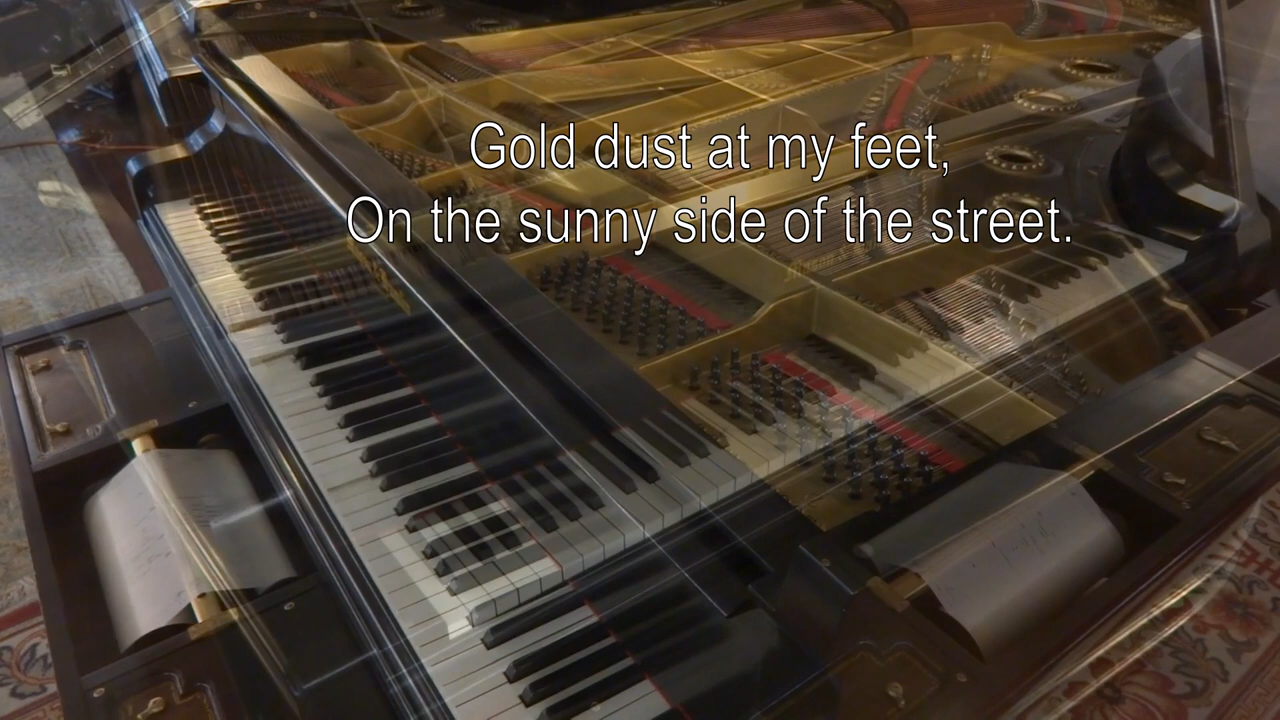 Gold dust at my feet,
On the sunny side of the street.